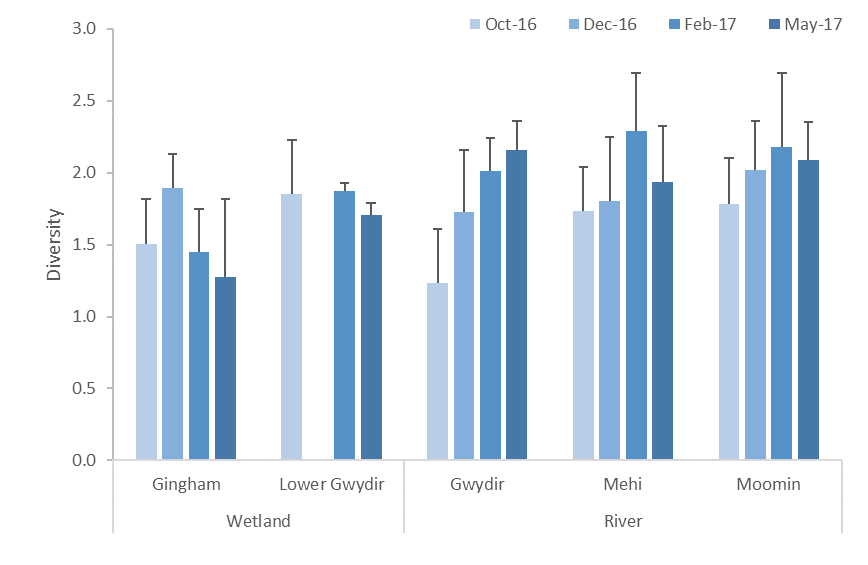 Oct-16 Dec-16 Feb-17 May-17
3.0
2.5
2.0
1.5
1.0
0.5
0.0
Diversity
Gingham Lower Gwydir Gwydir Mehi Moomin
Wetland River